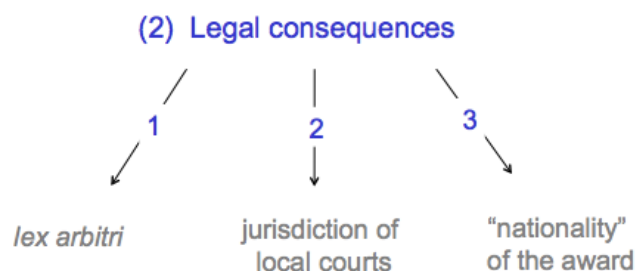 (2) Legal consequences
1
2
3
lex arbitri
jurisdiction of
local courts
"nationality"
of the award